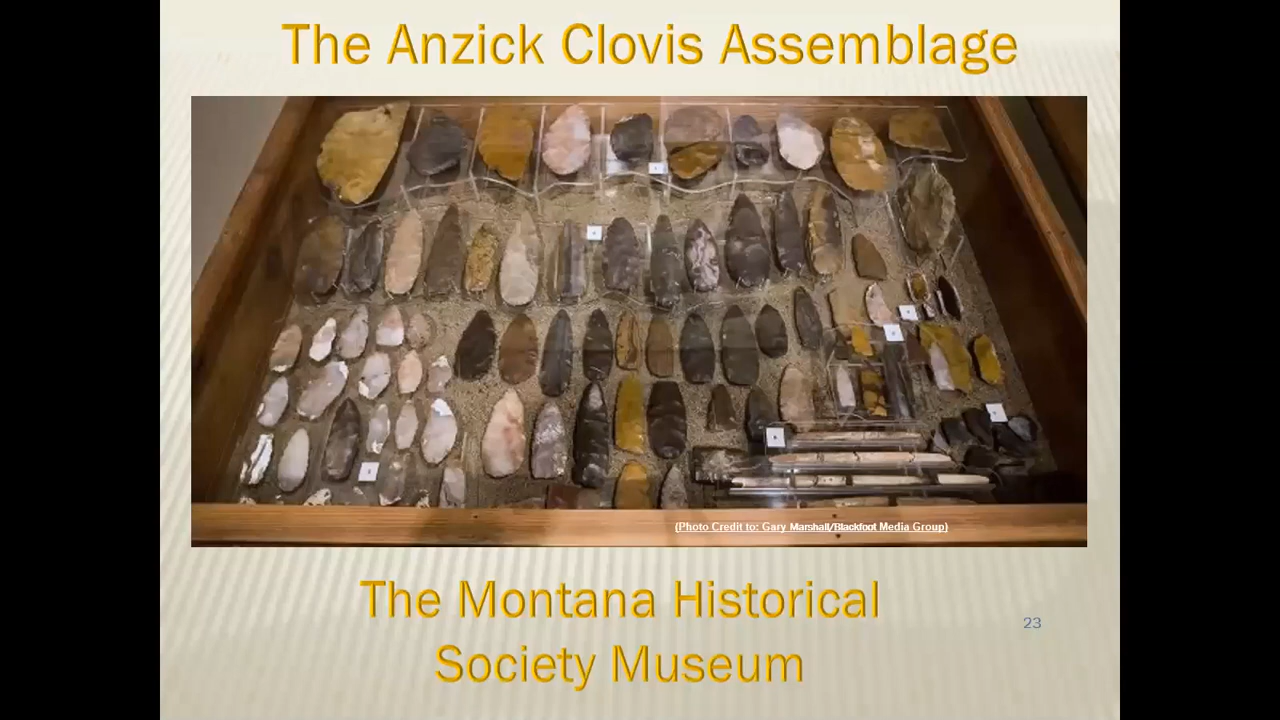 The Anzick Clovis Assemblage
(Photo Credit to: Gary Marshall/Blackfoot Media Group)
The Montana Historical
Society Museum
23